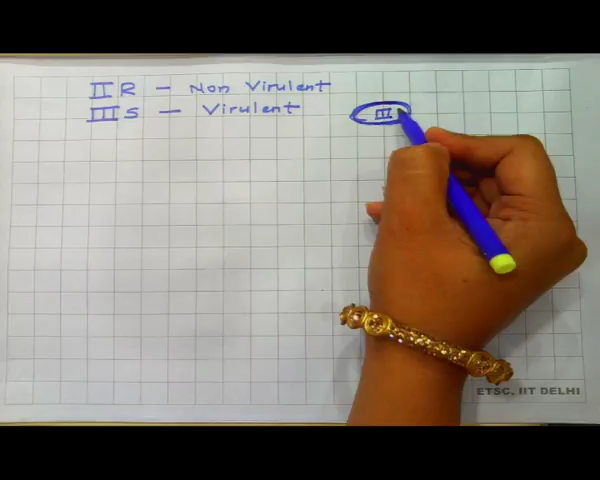 II R - Non Virulent
III S - Virulent
III
ETSC, IIT DELHI